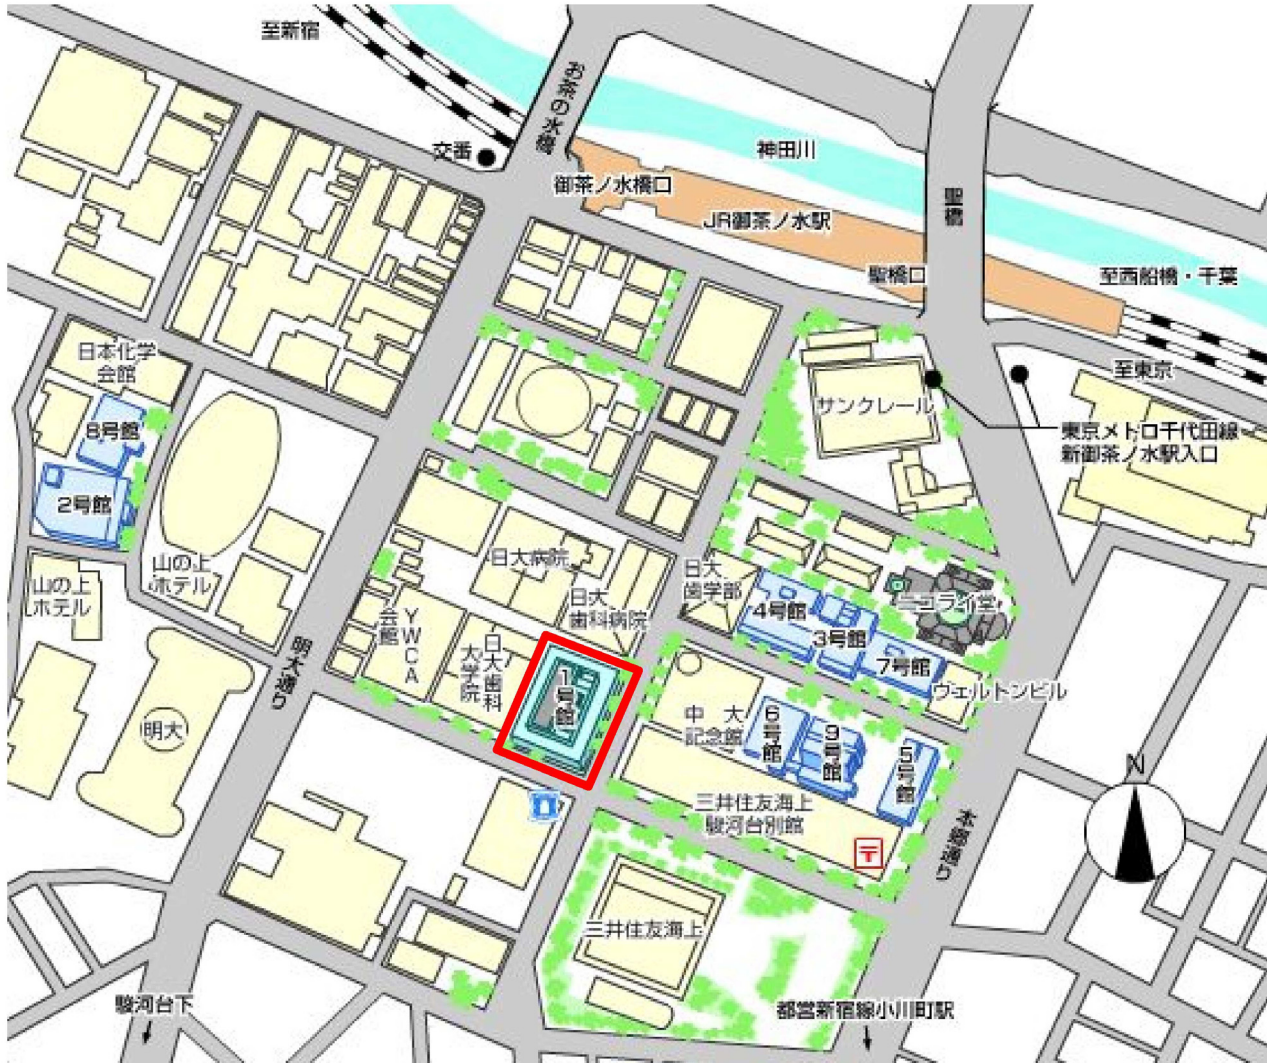 至新宿
お茶の水橋
交番
神田川
御茶ノ水橋口
JR御茶ノ水駅
聖橋
聖橋口
至西船橋・千葉
至東京
日本化学
会館
サンクレール
8号館
東京メトロ千代田線
新御茶ノ水駅入口
2号館
山の上
ホテル
山の上
ホテル
日大病院
日大
歯科病院
日大
歯学部
ニコライ堂
4号館
3号館
7号館
ヴェルトンビル
YWCA
会館
日大歯科
大学院
1号館
明大通り
明大
中大
記念館
6号館
9号館
5号館
三井住友海上
駿河台別館
〒
N
本郷通り
三井住友海上
駿河台下
都営新宿線小川町駅